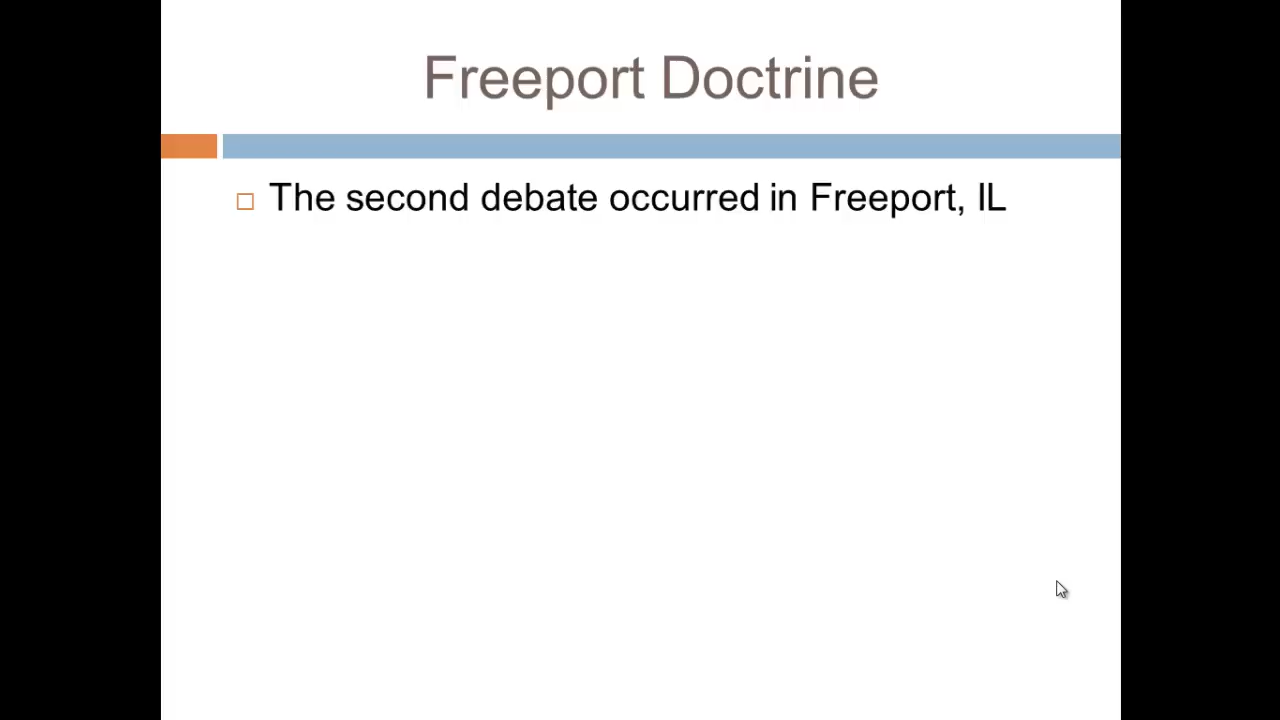 Freeport Doctrine
The second debate occurred in Freeport, IL